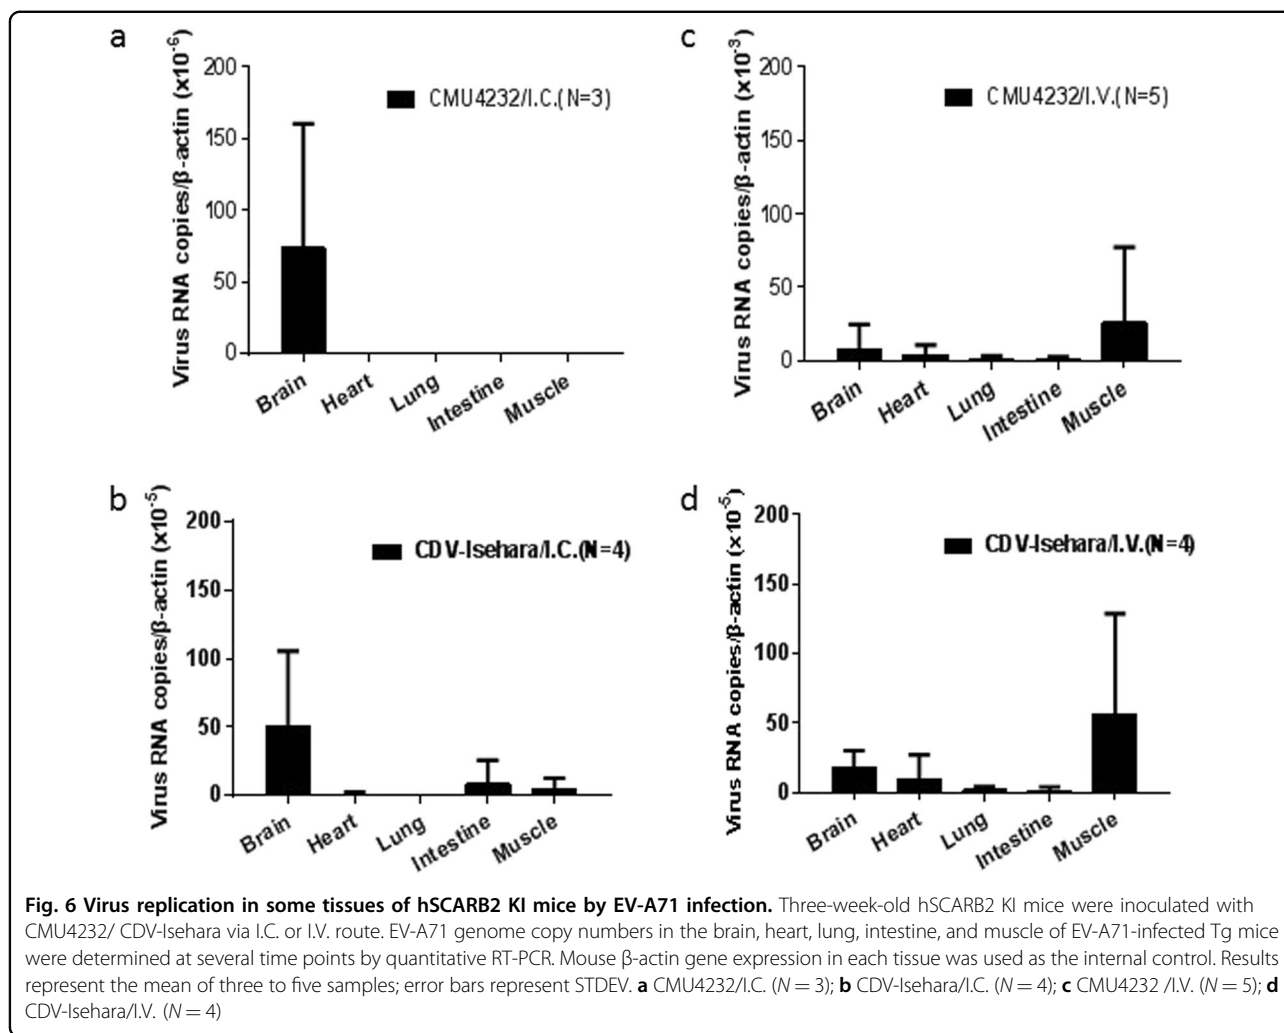 a
Virus RNA copies/β-actin (x10⁻⁶)
200
150
100
50
0
CMU4232/I.C.(N=3)
Brain
Heart
Lung
Intestine
Muscle
c
Virus RNA copies/β-actin (x10⁻³)
200
150
100
50
0
CMU4232/I.V.(N=5)
Brain
Heart
Lung
Intestine
Muscle
b
Virus RNA copies/β-actin (x10⁻⁵)
200
150
100
50
0
CDV-Isehara/I.C.(N=4)
Brain
Heart
Lung
Intestine
Muscle
d
Virus RNA copies/β-actin (x10⁻⁵)
200
150
100
50
0
CDV-Isehara/I.V.(N=4)
Brain
Heart
Lung
Intestine
Muscle
Fig. 6 Virus replication in some tissues of hSCARB2 KI mice by EV-A71 infection. Three-week-old hSCARB2 KI mice were inoculated with
CMU4232/ CDV-Isehara via I.C. or I.V. route. EV-A71 genome copy numbers in the brain, heart, lung, intestine, and muscle of EV-A71-infected Tg mice
were determined at several time points by quantitative RT-PCR. Mouse β-actin gene expression in each tissue was used as the internal control. Results
represent the mean of three to five samples; error bars represent STDEV. a CMU4232/I.C. (N = 3); b CDV-Isehara/I.C. (N = 4); c CMU4232 /I.V. (N = 5); d
CDV-Isehara/I.V. (N = 4)